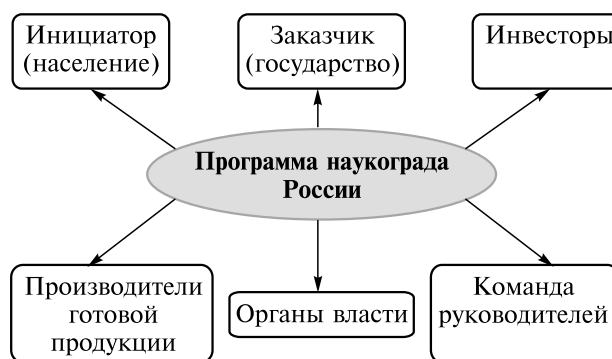 Инициатор
(население)
Заказчик
(государство)
Инвесторы
Программа наукограда
России
Производители
готовой
продукции
Органы власти
Команда
руководителей